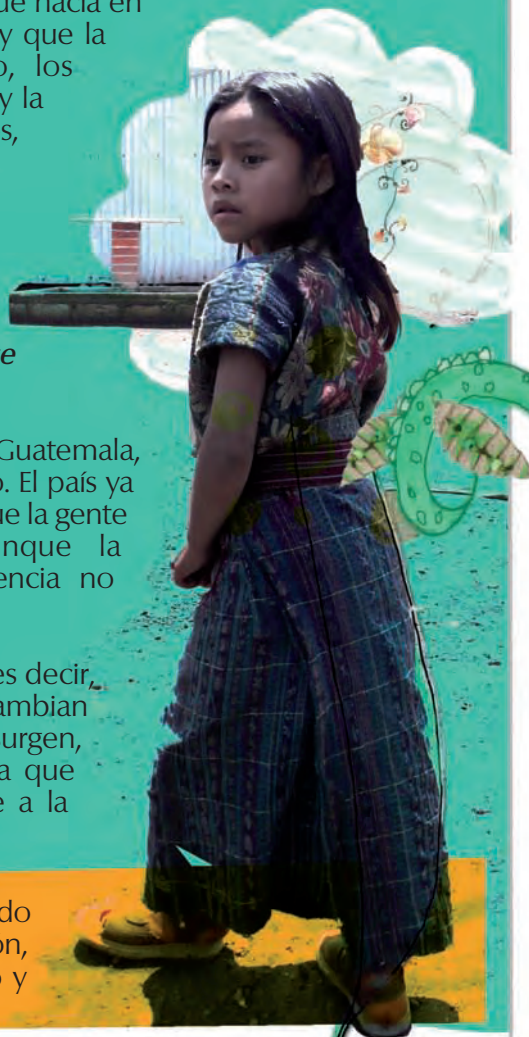 ue hacía en
y que la
o, los
y la
s,
e
Guatemala,
o. El país ya
ue la gente
nque la
encia no
es decir,
ambian
urgen,
a que
e a la
do
on,
o y